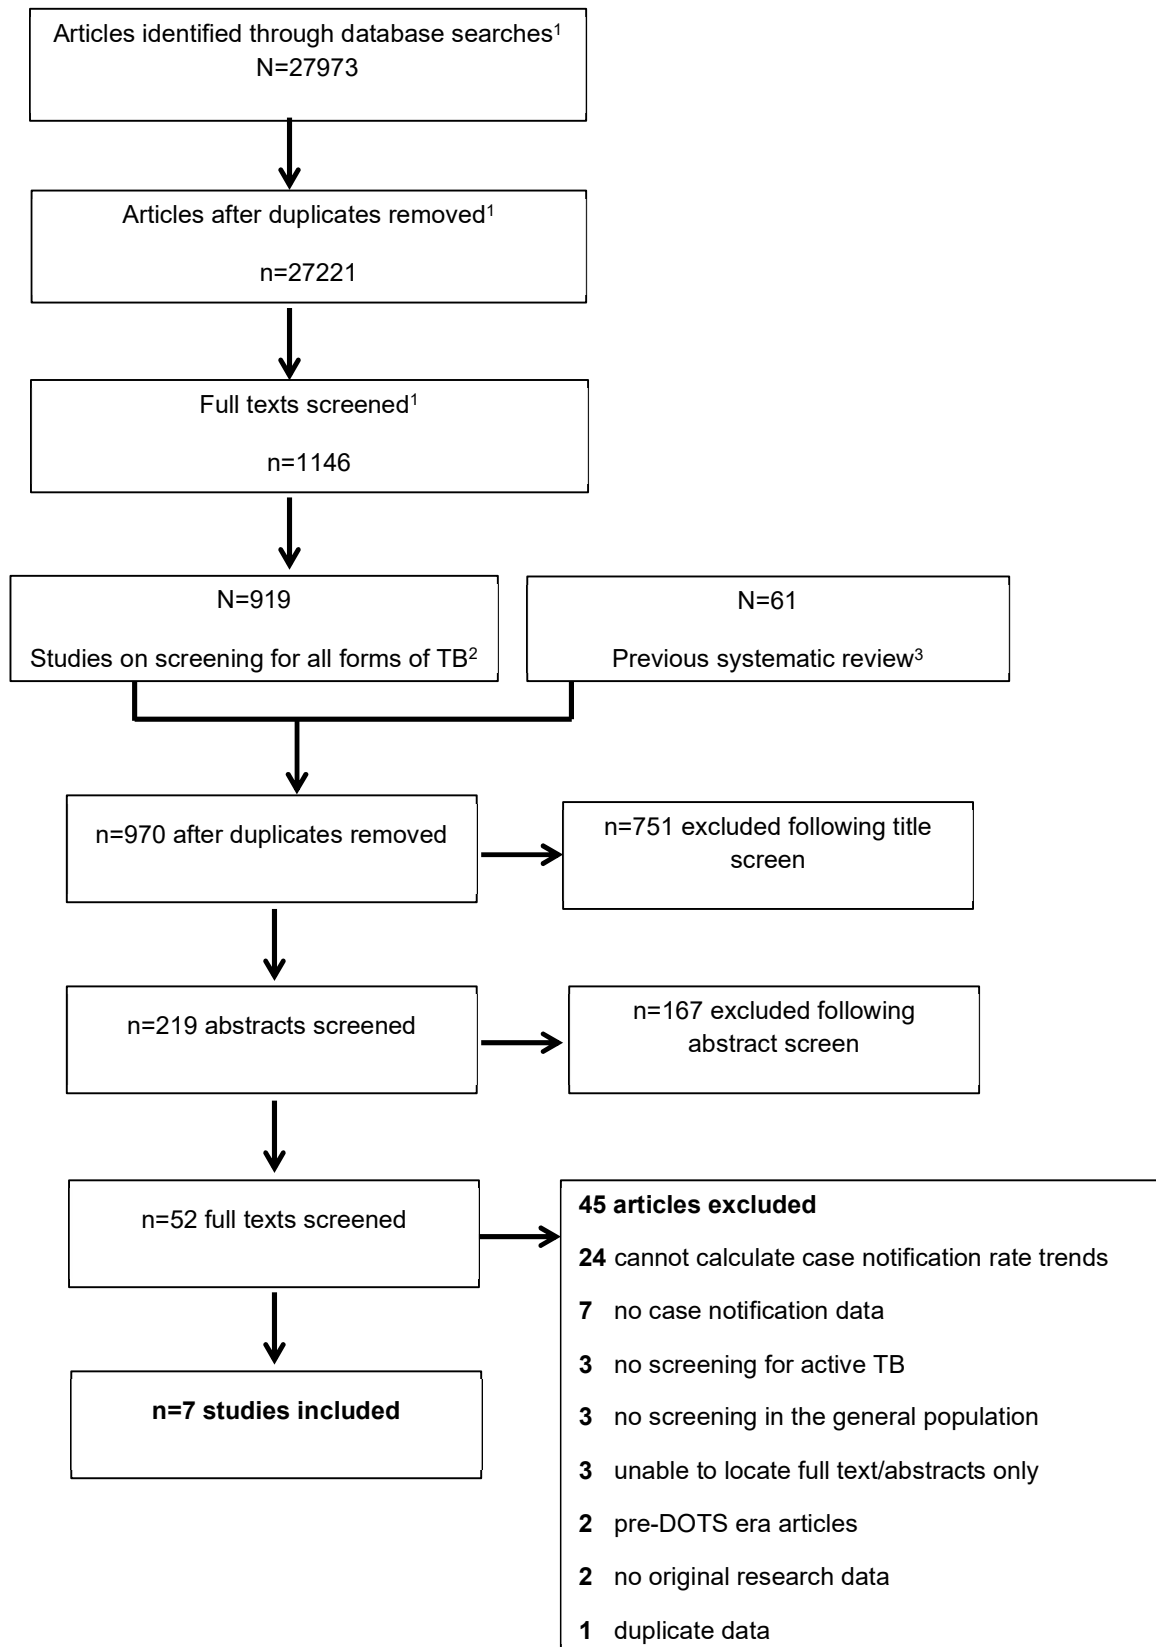 Articles identified through database searches¹
N=27973
Articles after duplicates removed¹
n=27221
Full texts screened¹
n=1146
N=919
Studies on screening for all forms of TB²
N=61
Previous systematic review³
n=970 after duplicates removed
n=751 excluded following title
screen
n=219 abstracts screened
n=167 excluded following
abstract screen
n=52 full texts screened
45 articles excluded
24 cannot calculate case notification rate trends
7 no case notification data
3 no screening for active TB
3 no screening in the general population
3 unable to locate full text/abstracts only
2 pre-DOTS era articles
2 no original research data
1 duplicate data
n=7 studies included